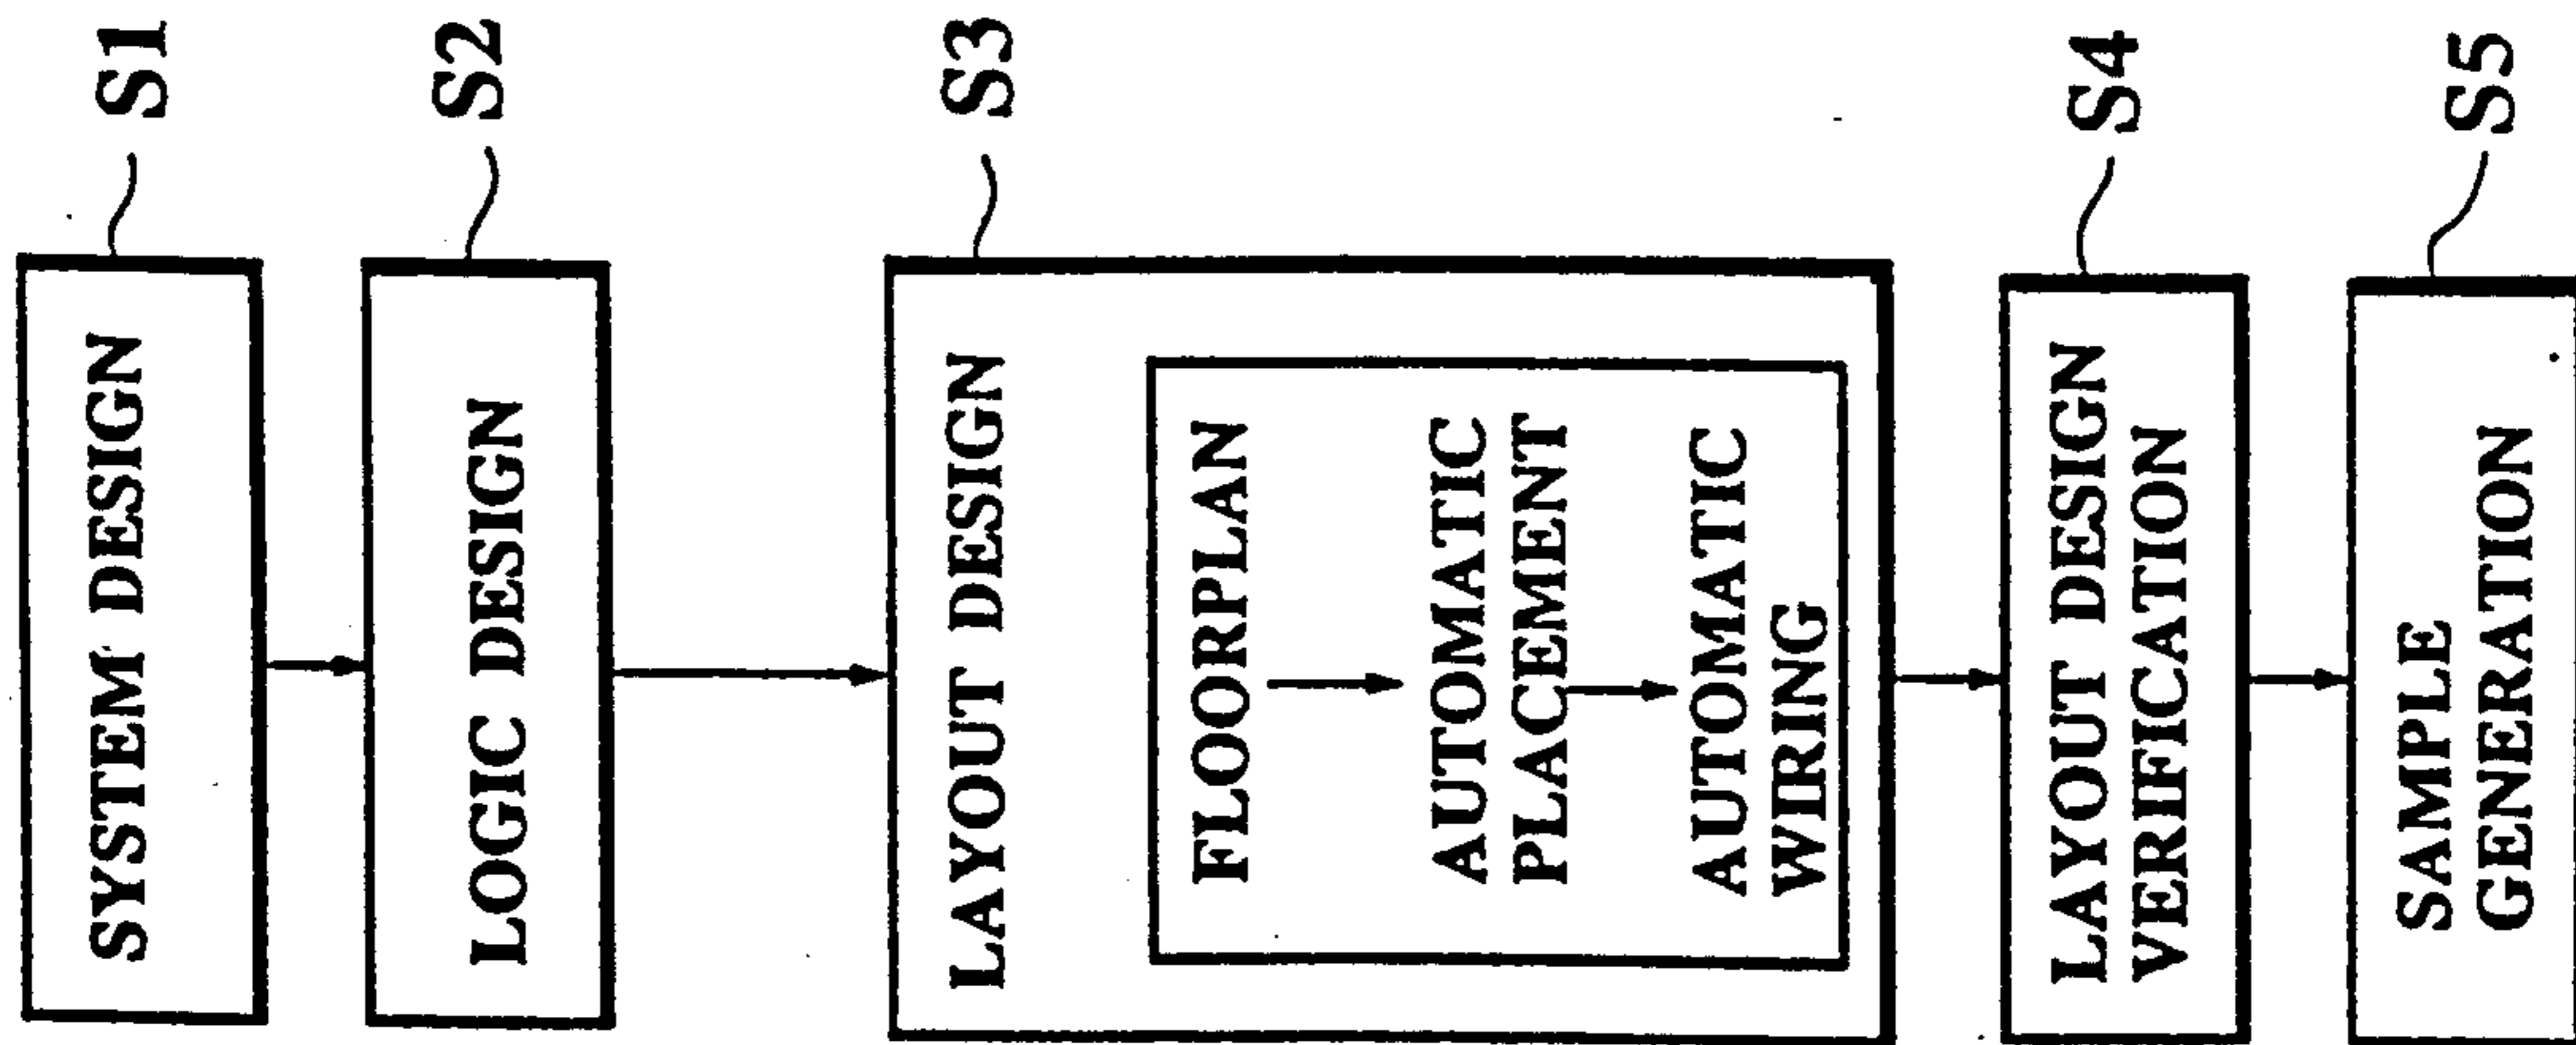 SYSTEM DESIGN
S1
LOGIC DESIGN
S2
LAYOUT DESIGN
S3
FLOORPLAN
AUTOMATIC
PLACEMENT
AUTOMATIC
WIRING
LAYOUT DESIGN
VERIFICATION
S4
SAMPLE
GENERATION
S5